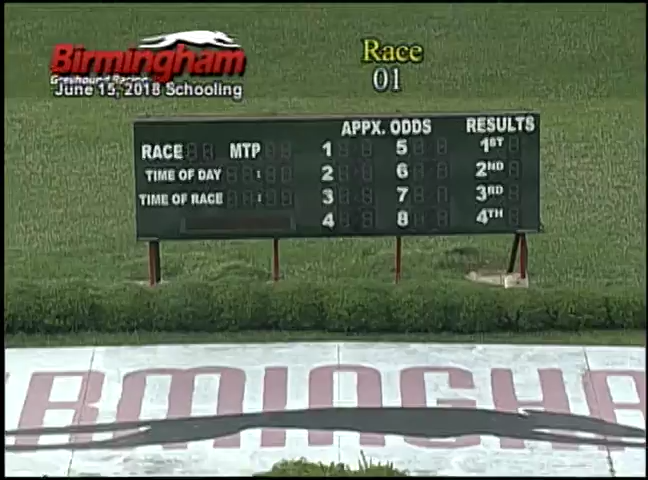 Birmingham
Greyhound Racing
June 15, 2018 Schooling
Race
01
APPX. ODDS
RESULTS
RACE MTP 1 5 1ST
TIME OF DAY : 2 6 2ND
TIME OF RACE : 3 7 3RD
4 8 4TH
BIRMINGHA